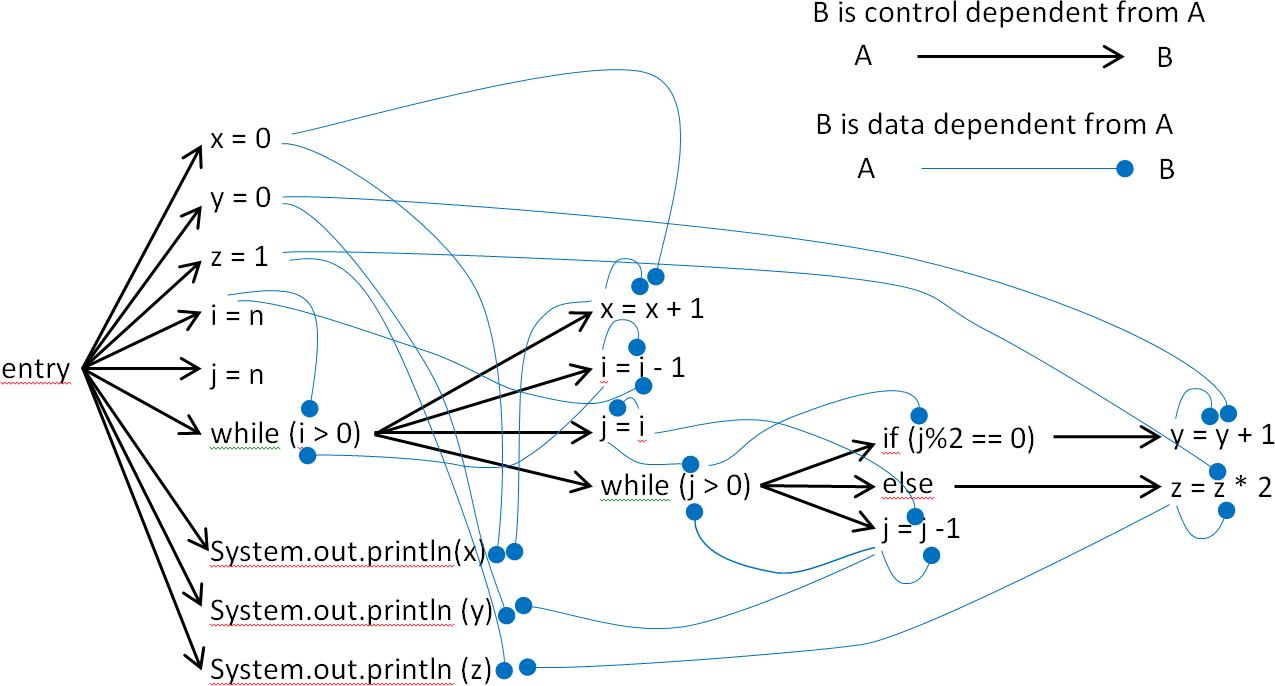 B is control dependent from A
A B
B is data dependent from A
A B
x = 0
y = 0
z = 1
i = n
j = n
entry
while (i > 0)
x = x + 1
i = i - 1
j = i
while (j > 0)
if (j%2 == 0)
else
j = j -1
y = y + 1
z = z * 2
System.out.println(x)
System.out.println (y)
System.out.println (z)